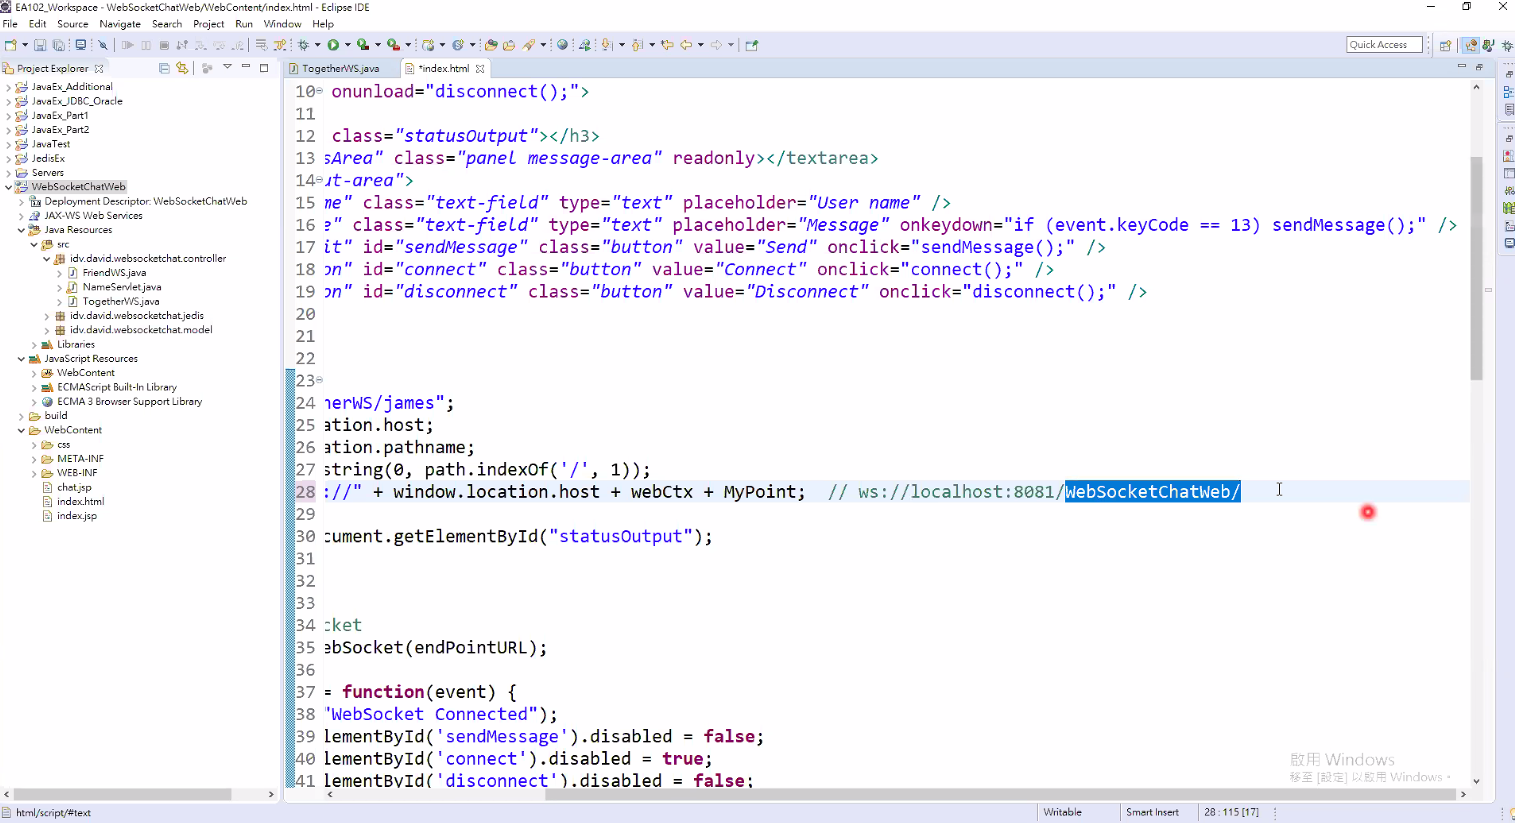 EA102_Workspace - WebSocketChatWeb/WebContent/index.html - Eclipse IDE
File Edit Source Navigate Search Project Run Window Help
Quick Access
Project Explorer
JavaEx_Additional
JavaEx_JDBC_Oracle
JavaEx_Part1
JavaEx_Part2
JavaTest
JedisEx
Servers
WebSocketChatWeb
Deployment Descriptor: WebSocketChatWeb
JAX-WS Web Services
Java Resources
src
idv.david.websocketchat.controller
FriendWS.java
NameServlet.java
TogetherWS.java
idv.david.websocketchat.jedis
idv.david.websocketchat.model
Libraries
JavaScript Resources
WebContent
ECMAScript Built-In Library
ECMA 3 Browser Support Library
build
WebContent
css
META-INF
WEB-INF
chat.jsp
index.html
index.jsp
TogetherWS.java *index.html
10 onunload="disconnect();">
11
12 class="statusOutput"></h3>
13 sArea" class="panel message-area" readonly></textarea>
14 ut-area">
15 me" class="text-field" type="text" placeholder="User name" />
16 e" class="text-field" type="text" placeholder="Message" onkeydown="if (event.keyCode == 13) sendMessage();" />
17 it" id="sendMessage" class="button" value="Send" onclick="sendMessage();" />
18 on" id="connect" class="button" value="Connect" onclick="connect();" />
19 on" id="disconnect" class="button" value="Disconnect" onclick="disconnect();" />
20
21
22
23
24 herWS/james";
25 ation.host;
26 ation.pathname;
27 string(0, path.indexOf('/', 1));
28 ://" + window.location.host + webCtx + MyPoint; // ws://localhost:8081/WebSocketChatWeb/
29
30 cument.getElementById("statusOutput");
31
32
33
34 cket
35 ebSocket(endPointURL);
36
37 = function(event) {
38 "WebSocket Connected");
39 lementById('sendMessage').disabled = false;
40 lementById('connect').disabled = true;
41 lementById('disconnect').disabled = false;
啟用 Windows
移至 [設定] 以啟用 Windows。
html/script/#text
Writable
Smart Insert
28 : 115 [17]